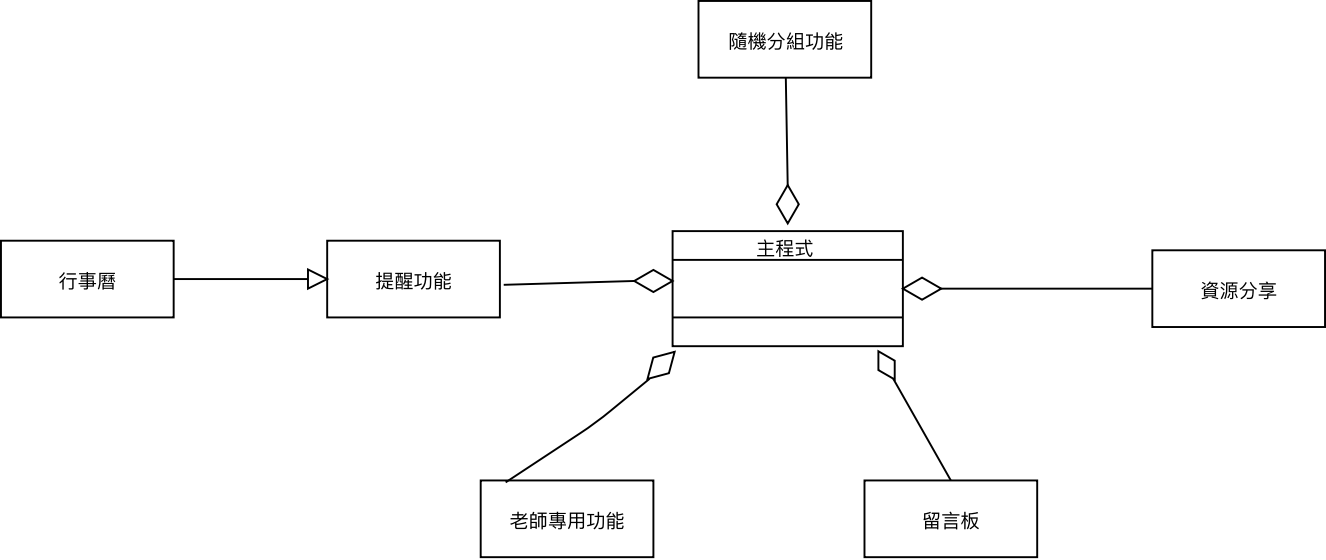 隨機分組功能
主程式
行事曆
提醒功能
資源分享
老師專用功能
留言板